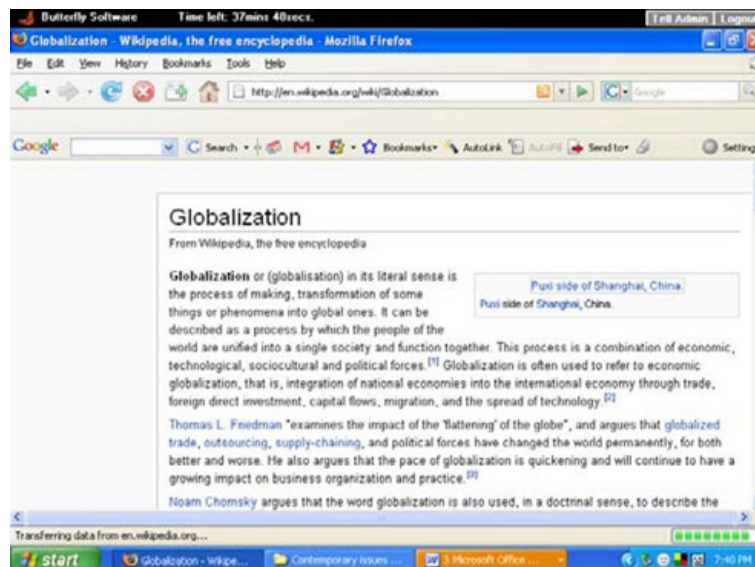 Butterfly Software Time left: 37mins 48secs. Tell Admin Logou
Globalization - Wikipedia, the free encyclopedia - Mozilla Firefox
File Edit View History Bookmarks Tools Help
http://en.wikipedia.org/wiki/Globalization Google
Google Search Bookmarks AutoLink AutoFill Send to Setting
Globalization
From Wikipedia, the free encyclopedia
Globalization or (globalisation) in its literal sense is
the process of making, transformation of some
things or phenomena into global ones. It can be
described as a process by which the people of the
Puxi side of Shanghai, China.
Puxi side of Shanghai, China.
world are unified into a single society and function together. This process is a combination of economic,
technological, sociocultural and political forces.[1] Globalization is often used to refer to economic
globalization, that is, integration of national economies into the international economy through trade,
foreign direct investment, capital flows, migration, and the spread of technology.[2]
Thomas L. Friedman "examines the impact of the 'flattening' of the globe", and argues that globalized
trade, outsourcing, supply-chaining, and political forces have changed the world permanently, for both
better and worse. He also argues that the pace of globalization is quickening and will continue to have a
growing impact on business organization and practice.[3]
Noam Chomsky argues that the word globalization is also used, in a doctrinal sense, to describe the
Transferring data from en.wikipedia.org...
start Globalization - Wikipe... Contemporary issues ... 3 Microsoft Office ... 7:40 PM